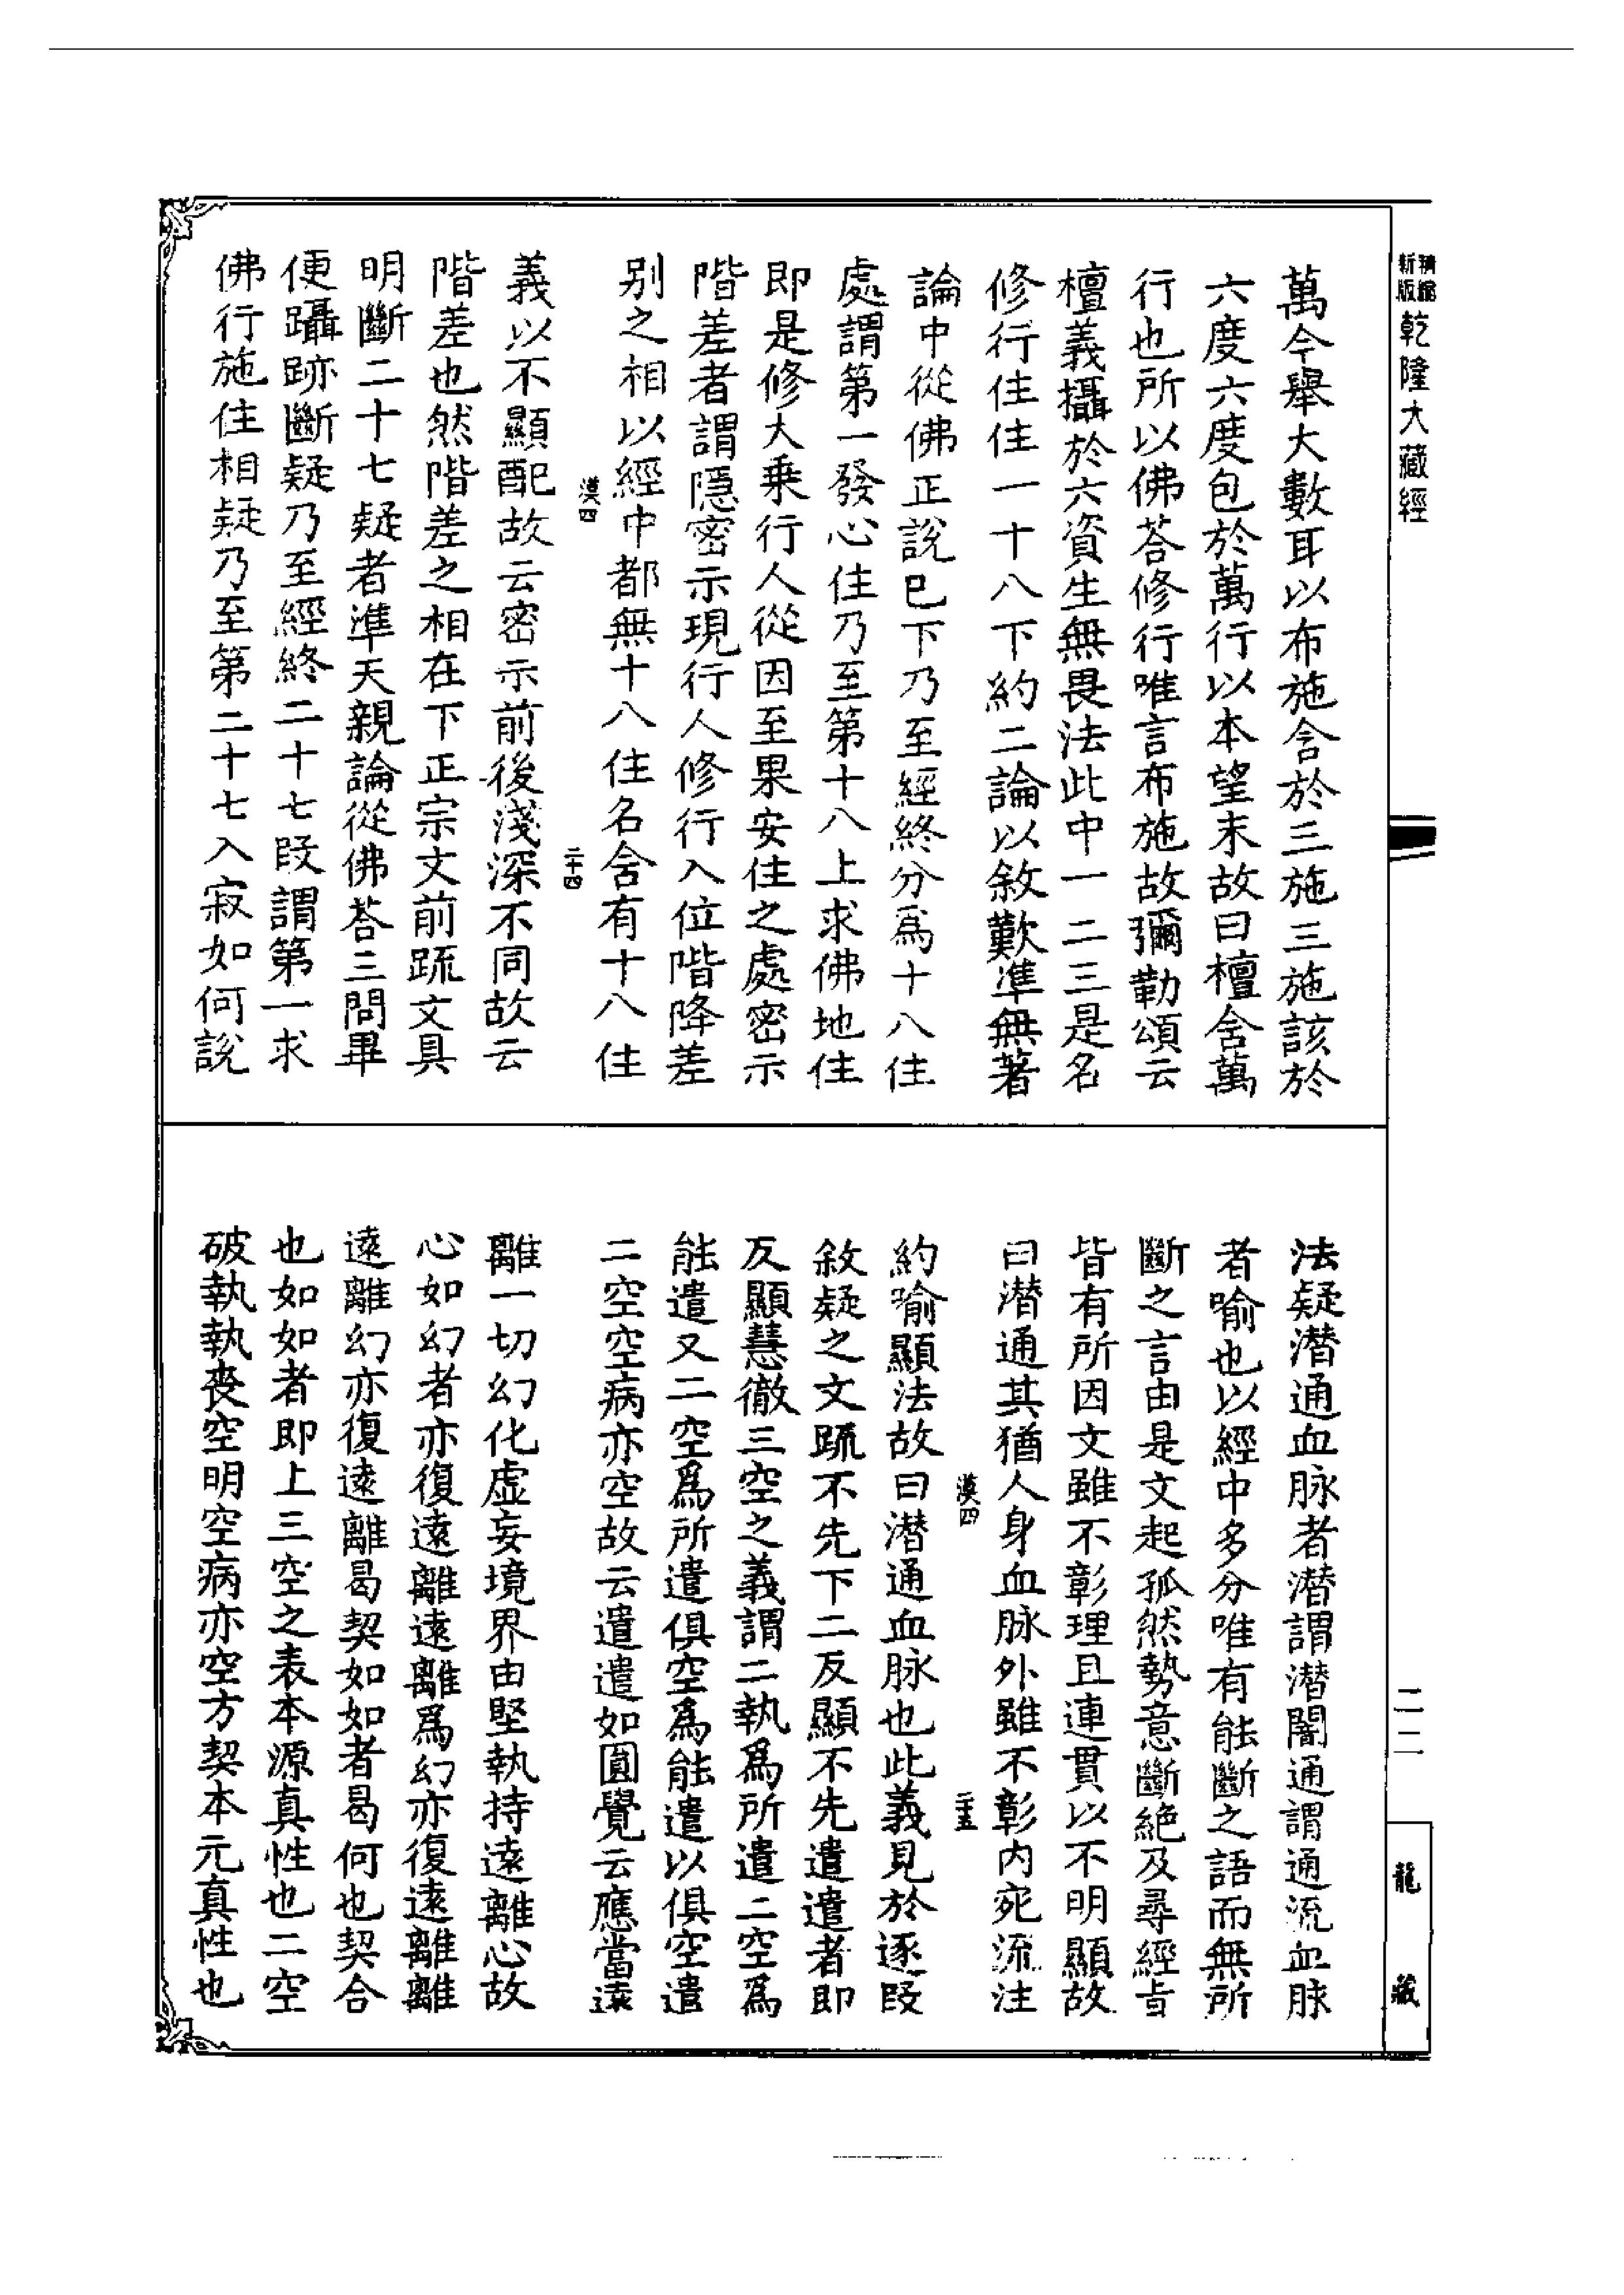 精縮新版乾隆大藏經
二二
龍藏
萬今舉大數耳以布施含於三施三施該於
六度六度包於萬行以本望末故曰檀含萬
行也所以佛荅修行唯言布施故彌勒頌云
檀義攝於六資生無畏法此中一二三是名
修行住住一十八下約二論以敘歎準無著
論中從佛正說已下乃至經終分為十八住
處謂第一發心住乃至第十八上求佛地住
即是修大乗行人從因至果安住之處密示
階差者謂隱密示現行人修行入位階降差
别之相以經中都無十八住名含有十八住
漠四
二十四
義以不顯配故云密示前後淺深不同故云
階差也然階差之相在下正宗文前疏文具
明斷二十七疑者準天親論從佛荅三問畢
便躡跡斷疑乃至經終二十七段謂第一求
佛行施住相疑乃至第二十七入寂如何說
法疑潜通血脉者潜謂潜闇通謂通流血脉
者喻也以經中多分唯有能斷之語而無所
斷之言由是文起孤然勢意斷絶及尋經旨
皆有所因文雖不彰理且連貫以不明顯故
曰潜通其猶人身血脉外雖不彰内宛流注
漠四
二十五
約喻顯法故曰潜通血脉也此義見於逐段
敘疑之文疏不先下二反顯不先遣遣者即
反顯慧徹三空之義謂二執為所遣二空為
能遣又二空為所遣俱空為能遣以俱空遣
二空空病亦空故云遣遣如圓覺云應當遠
離一切幻化虚妄境界由堅執持遠離心故
心如幻者亦復遠離遠離為幻亦復遠離離
遠離幻亦復遠離曷契如如者曷何也契合
也如如者即上三空之表本源真性也二空
破執執喪空明空病亦空方契本元真性也